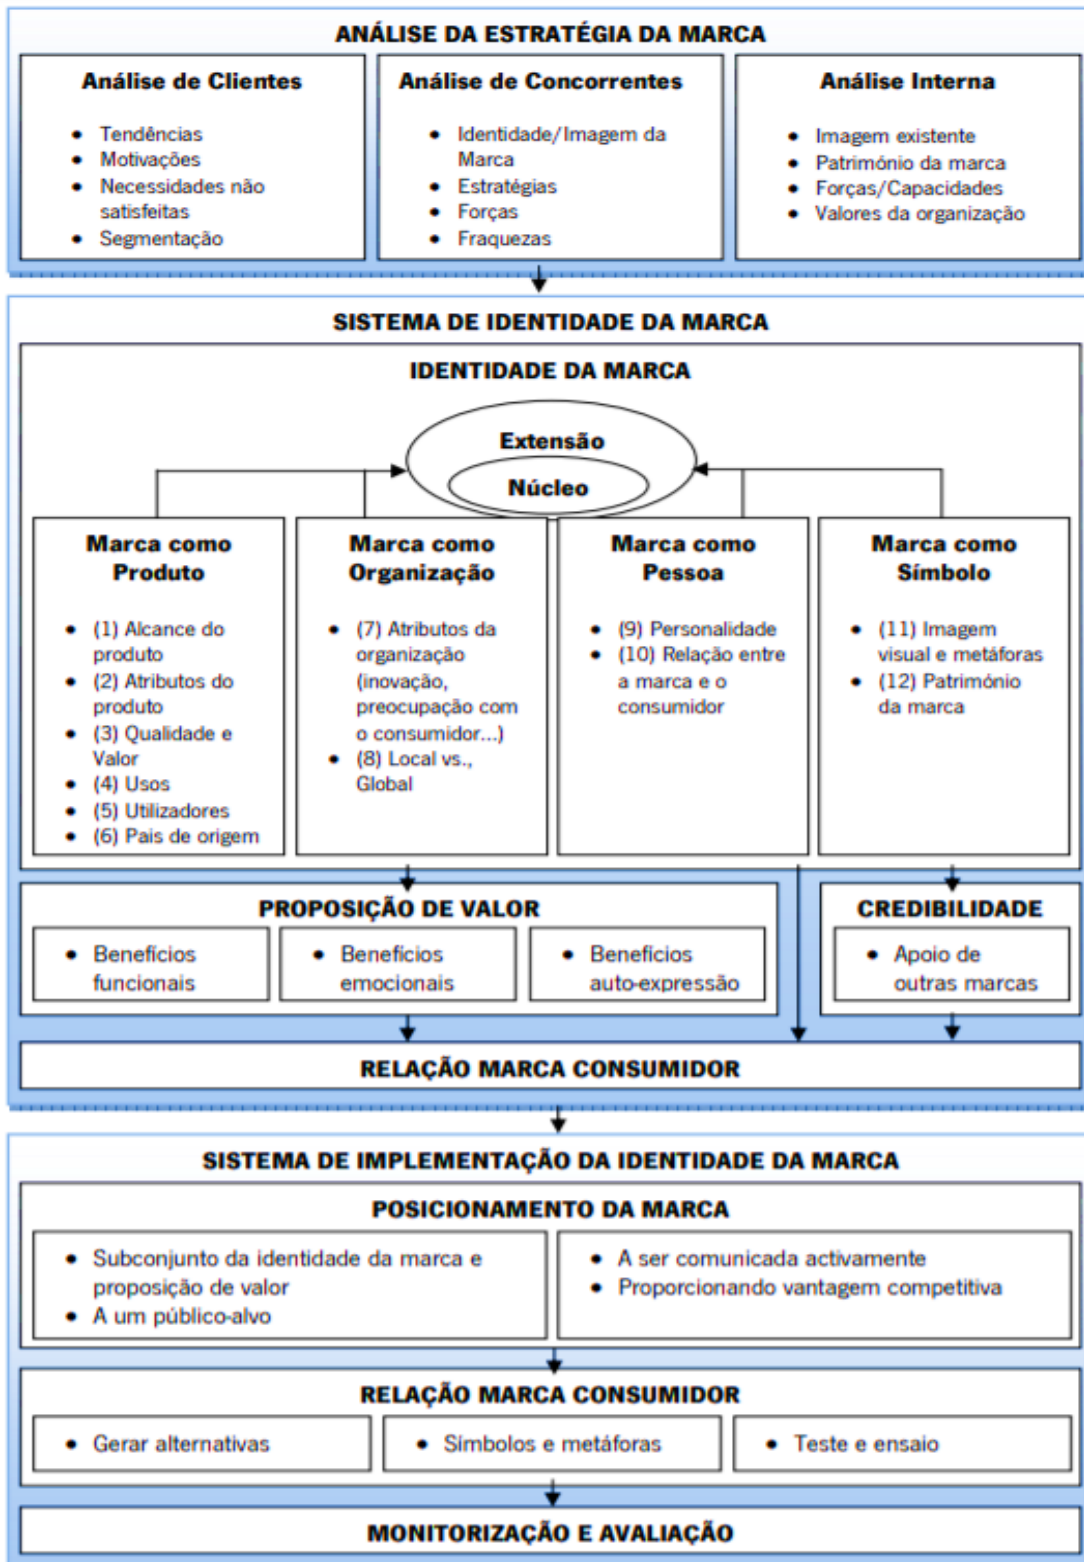 ANÁLISE DA ESTRATÉGIA DA MARCA
Análise de Clientes
• Tendências
• Motivações
• Necessidades não
satisfeitas
• Segmentação
Análise de Concorrentes
• Identidade/Imagem da
Marca
• Estratégias
• Forças
• Fraquezas
Análise Interna
• Imagem existente
• Património da marca
• Forças/Capacidades
• Valores da organização
SISTEMA DE IDENTIDADE DA MARCA
IDENTIDADE DA MARCA
Extensão
Núcleo
Marca como
Produto
• (1) Alcance do
produto
• (2) Atributos do
produto
• (3) Qualidade e
Valor
• (4) Usos
• (5) Utilizadores
• (6) Pais de origem
Marca como
Organização
• (7) Atributos da
organização
(inovação,
preocupação com
o consumidor...)
• (8) Local vs.,
Global
Marca como
Pessoa
• (9) Personalidade
• (10) Relação entre
a marca e o
consumidor
Marca como
Símbolo
• (11) Imagem
visual e metáforas
• (12) Património
da marca
PROPOSIÇÃO DE VALOR
• Benefícios
funcionais
• Benefícios
emocionais
• Benefícios
auto-expressão
CREDIBILIDADE
• Apoio de
outras marcas
RELAÇÃO MARCA CONSUMIDOR
SISTEMA DE IMPLEMENTAÇÃO DA IDENTIDADE DA MARCA
POSICIONAMENTO DA MARCA
• Subconjunto da identidade da marca e
proposição de valor
• A um público-alvo
• A ser comunicada activamente
• Proporcionando vantagem competitiva
RELAÇÃO MARCA CONSUMIDOR
• Gerar alternativas
• Símbolos e metáforas
• Teste e ensaio
MONITORIZAÇÃO E AVALIAÇÃO